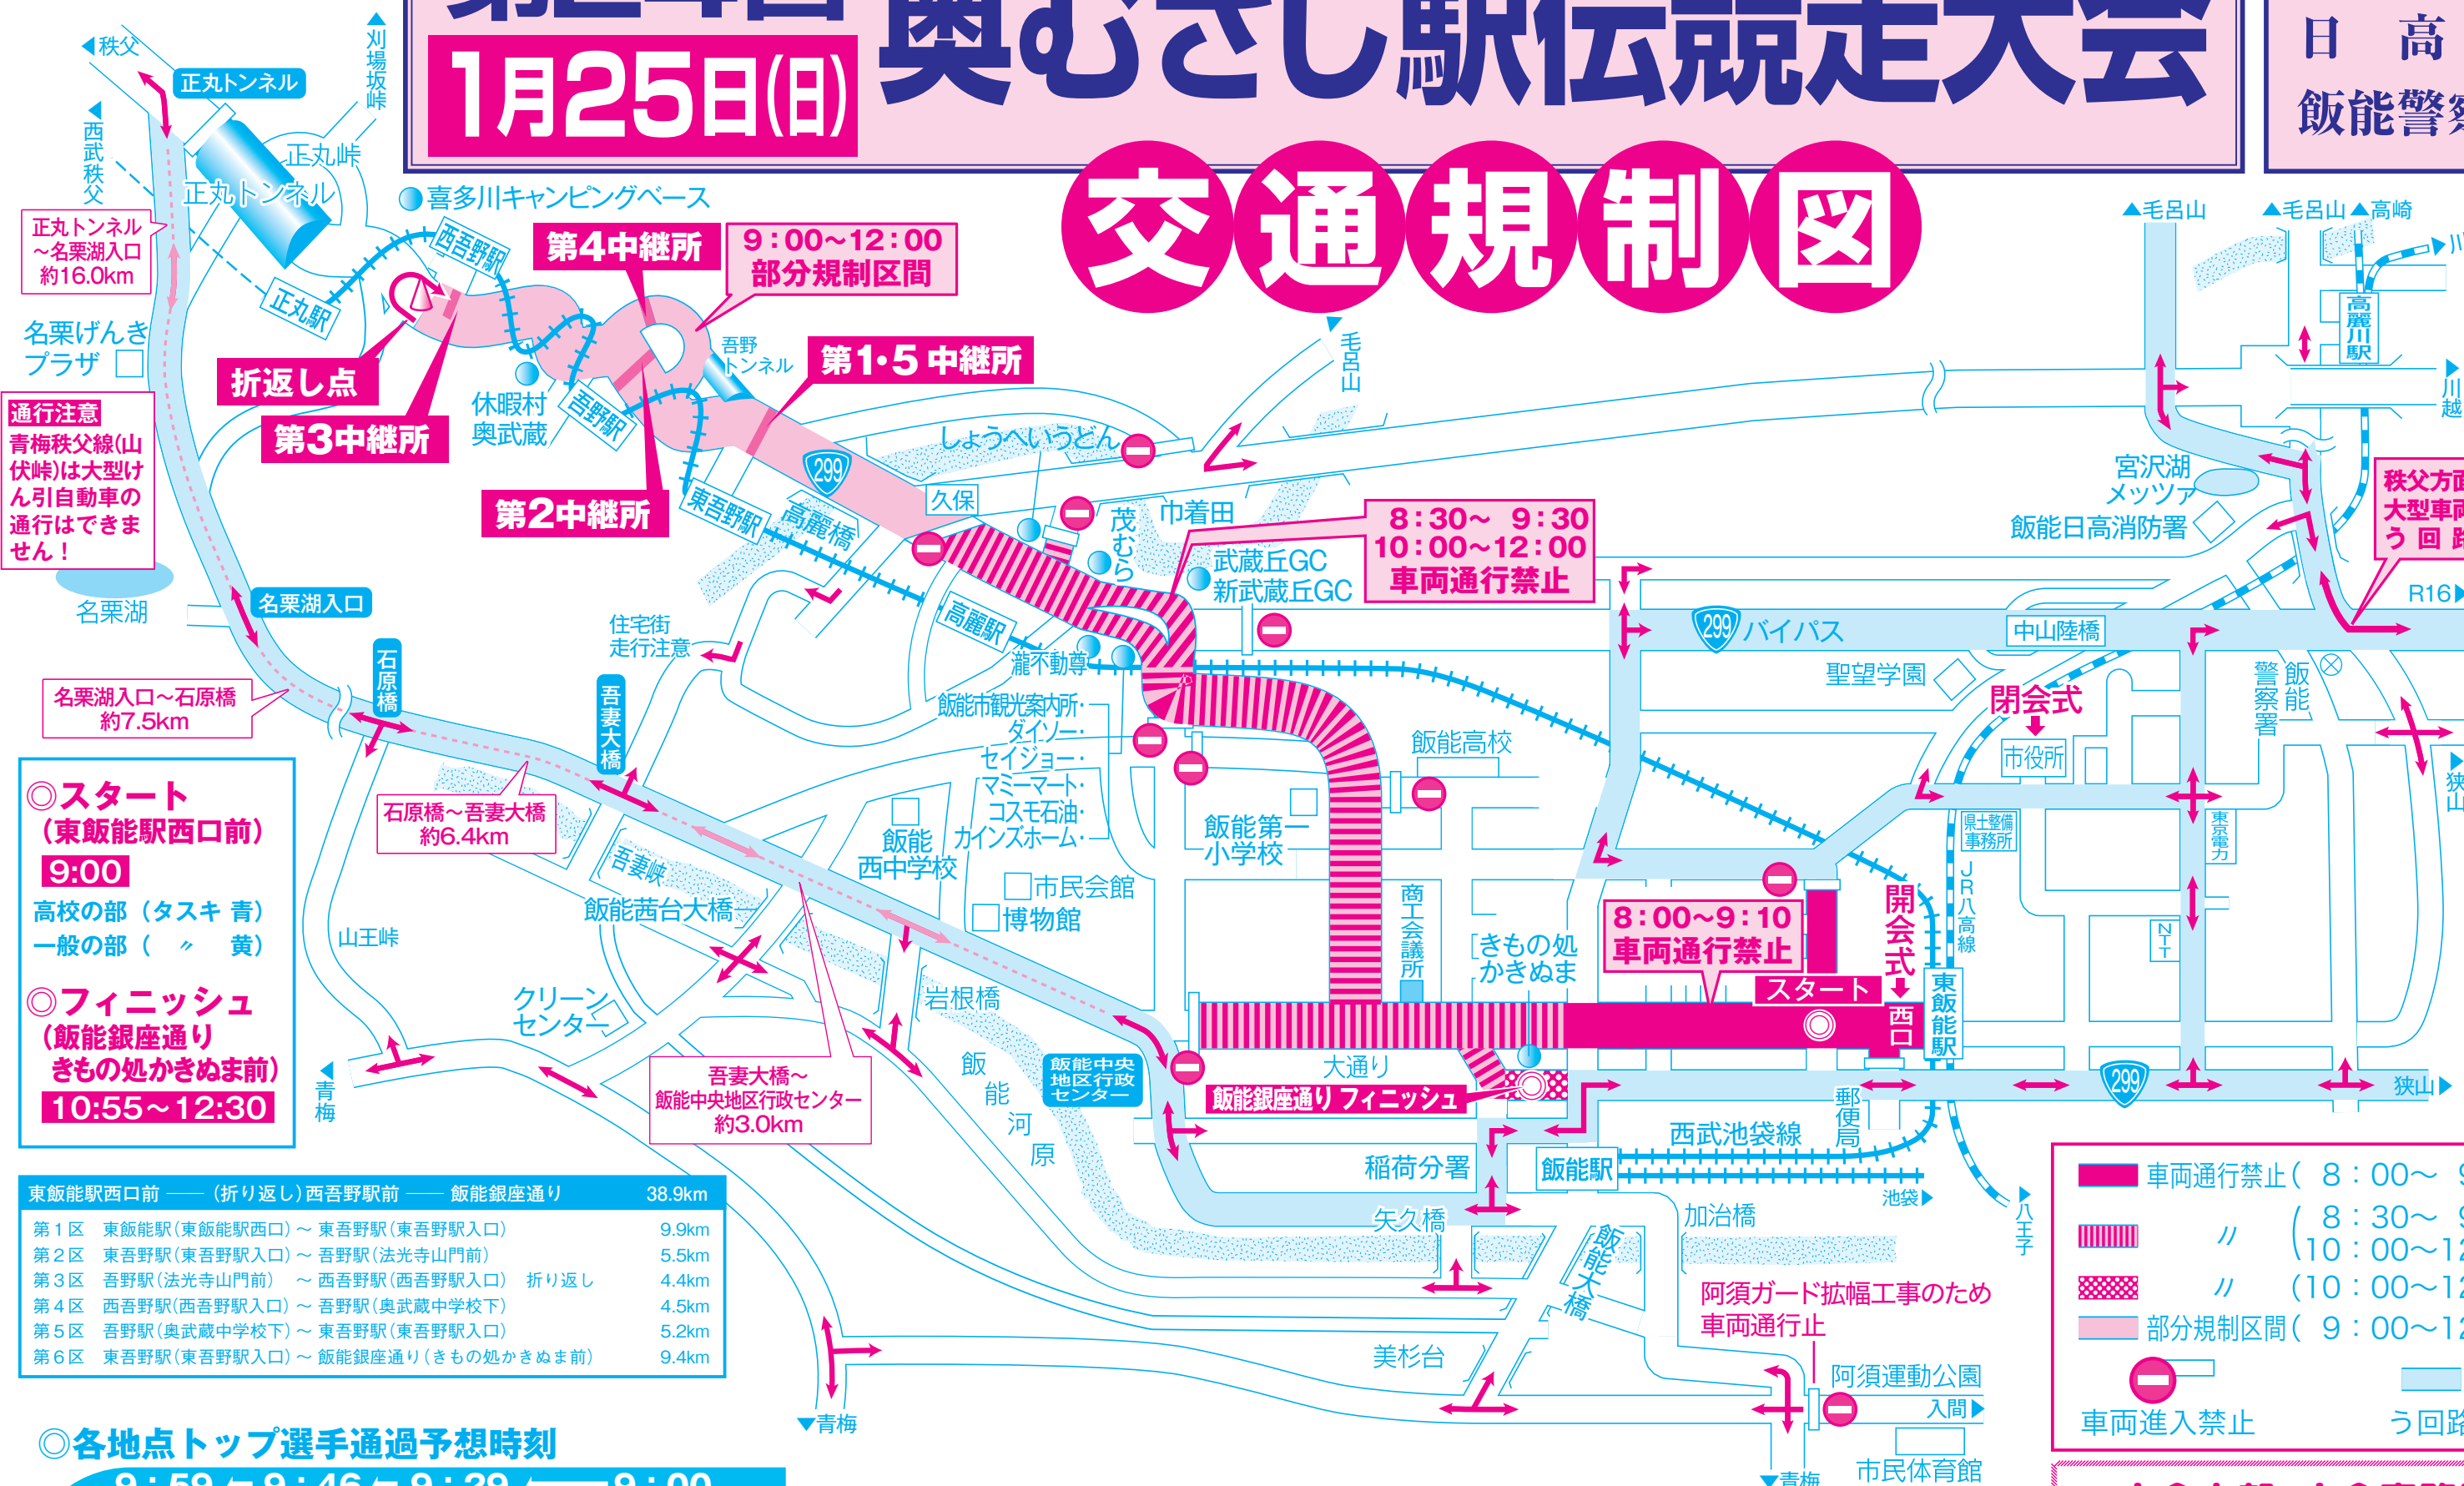 奥むさし駅伝競走大会
1月25日(日)
日 高
飯能警察
交通規制図
◀秩父
▲刈場坂峠
正丸トンネル
◀西武秩父
正丸峠
正丸トンネル
正丸トンネル
～名栗湖入口
約16.0km
喜多川キャンピングベース
西吾野駅
正丸駅
第4中継所
9：00～12：00
部分規制区間
名栗げんき
プラザ
折返し点
第3中継所
休暇村
奥武蔵
吾野駅
吾野
トンネル
第1・5 中継所
第2中継所
通行注意
青梅秩父線(山
伏峠)は大型け
ん引自動車の
通行はできま
せん！
名栗湖
名栗湖入口
名栗湖入口～石原橋
約7.5km
石原橋
吾妻大橋
石原橋～吾妻大橋
約6.4km
東吾野駅
高麗橋
299
久保
しょうへいうどん
茂むら
巾着田
毛呂山
武蔵丘GC
新武蔵丘GC
8：30～ 9：30
10：00～12：00
車両通行禁止
高麗駅
瀧不動尊
住宅街
走行注意
飯能市観光案内所・
ダイソー・
セイジョー・
マミーマート・
コスモ石油・
カインズホーム・
▲毛呂山
▲毛呂山
▲高崎
高麗川駅
▶川越
宮沢湖
メッツァ
飯能日高消防署
秩父方面
大型車両
う回路
R16▶
299
バイパス
中山陸橋
聖望学園
閉会式
市役所
飯能
警察署
▶狭山
県土整備
事務所
東京電力
JR八高線
NTT
飯能高校
飯能第一
小学校
商工会議所
きもの処
かきぬま
8：00～9：10
車両通行禁止
スタート
開会式
西口
東飯能駅
飯能
西中学校
市民会館
博物館
吾妻峡
飯能茜台大橋
山王峠
クリーン
センター
岩根橋
◀青梅
吾妻大橋～
飯能中央地区行政センター
約3.0km
飯能河原
飯能中央
地区行政
センター
大通り
飯能銀座通り フィニッシュ
郵便局
299
狭山▶
西武池袋線
稲荷分署
飯能駅
池袋▶
▶八王子
矢久橋
飯能大橋
加治橋
阿須ガード拡幅工事のため
車両通行止
美杉台
阿須運動公園
入間▶
市民体育館
▼青梅
▼青梅
◎スタート
(東飯能駅西口前)
9:00
高校の部（タスキ 青）
一般の部（　〃　黄）
◎フィニッシュ
(飯能銀座通り
きもの処かきぬま前)
10:55～12:30
東飯能駅西口前 ―― (折り返し)西吾野駅前 ―― 飯能銀座通り 38.9km
第1区 東飯能駅(東飯能駅西口)～ 東吾野駅(東吾野駅入口) 9.9km
第2区 東吾野駅(東吾野駅入口)～ 吾野駅(法光寺山門前) 5.5km
第3区 吾野駅(法光寺山門前) ～ 西吾野駅(西吾野駅入口) 折り返し 4.4km
第4区 西吾野駅(西吾野駅入口)～ 吾野駅(奥武蔵中学校下) 4.5km
第5区 吾野駅(奥武蔵中学校下)～ 東吾野駅(東吾野駅入口) 5.2km
第6区 東吾野駅(東吾野駅入口)～ 飯能銀座通り(きもの処かきぬま前) 9.4km
◎各地点トップ選手通過予想時刻
9：59 ← 9：46 ← 9：29 ← 9：00
車両通行禁止( 8：00～
〃 ( 8：30～
10：00～12
〃 (10：00～12
部分規制区間( 9：00～12
車両進入禁止
う回路